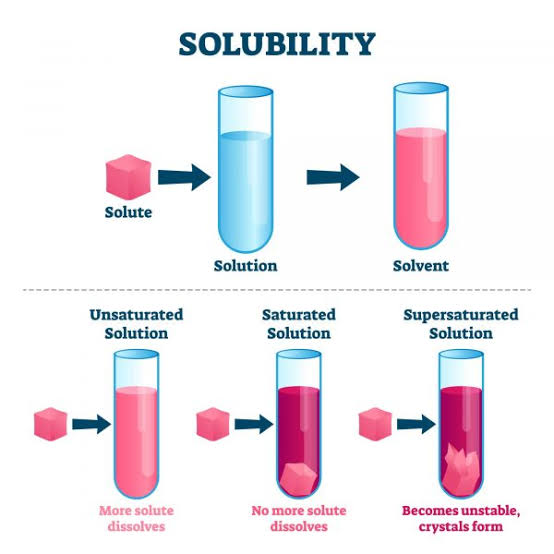 SOLUBILITY
Solute
Solution
Solvent
Unsaturated
Solution
Saturated
Solution
Supersaturated
Solution
More solute
dissolves
No more solute
dissolves
Becomes unstable,
crystals form